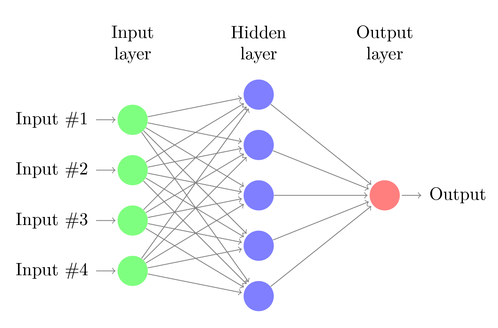 Input
layer
Hidden
layer
Output
layer
Input #1
Input #2
Input #3
Input #4
Output